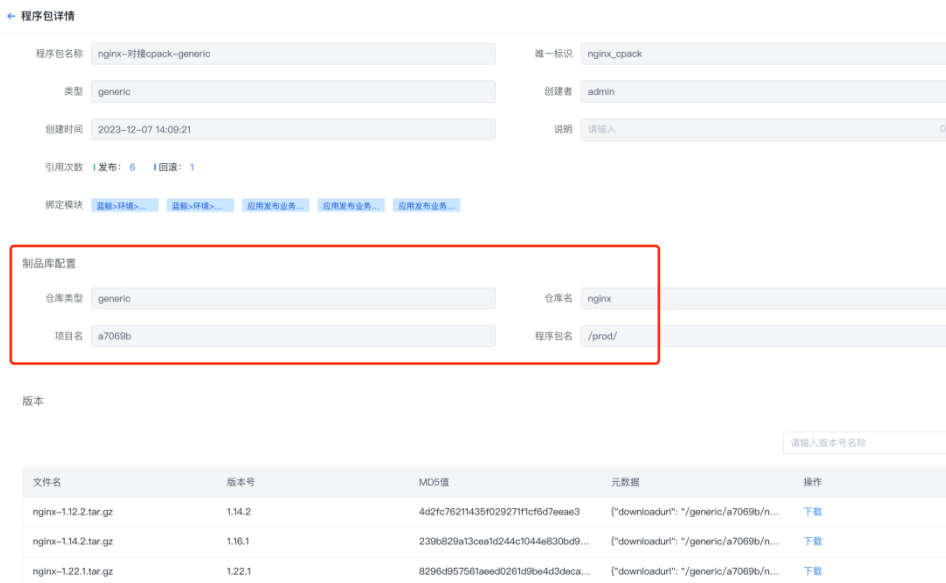 ← 程序包详情
程序包名称 nginx-对接cpack-generic 唯一标识 nginx_cpack
类型 generic 创建者 admin
创建时间 2023-12-07 14:09:21 说明 请输入 0
引用次数 发布: 6 回滚: 1
绑定模块 蓝鲸>环境>... 蓝鲸>环境>... 应用发布业务... 应用发布业务... 应用发布业务...
制品库配置
仓库类型 generic 仓库名 nginx
项目名 a7069b 程序包名 /prod/
版本
请输入版本号名称
文件名 版本号 MD5值 元数据 操作
nginx-1.12.2.tar.gz 1.14.2 4d2fc76211435f029271f1cf6d7eeae3 {"downloadurl": "/generic/a7069b/n... 下载
nginx-1.14.2.tar.gz 1.16.1 239b829a13cea1d244c1044e830bd9... {"downloadurl": "/generic/a7069b/n... 下载
nginx-1.22.1.tar.gz 1.22.1 8296d957561aeed0261d9be4d3deca... {"downloadurl": "/generic/a7069b/n... 下载